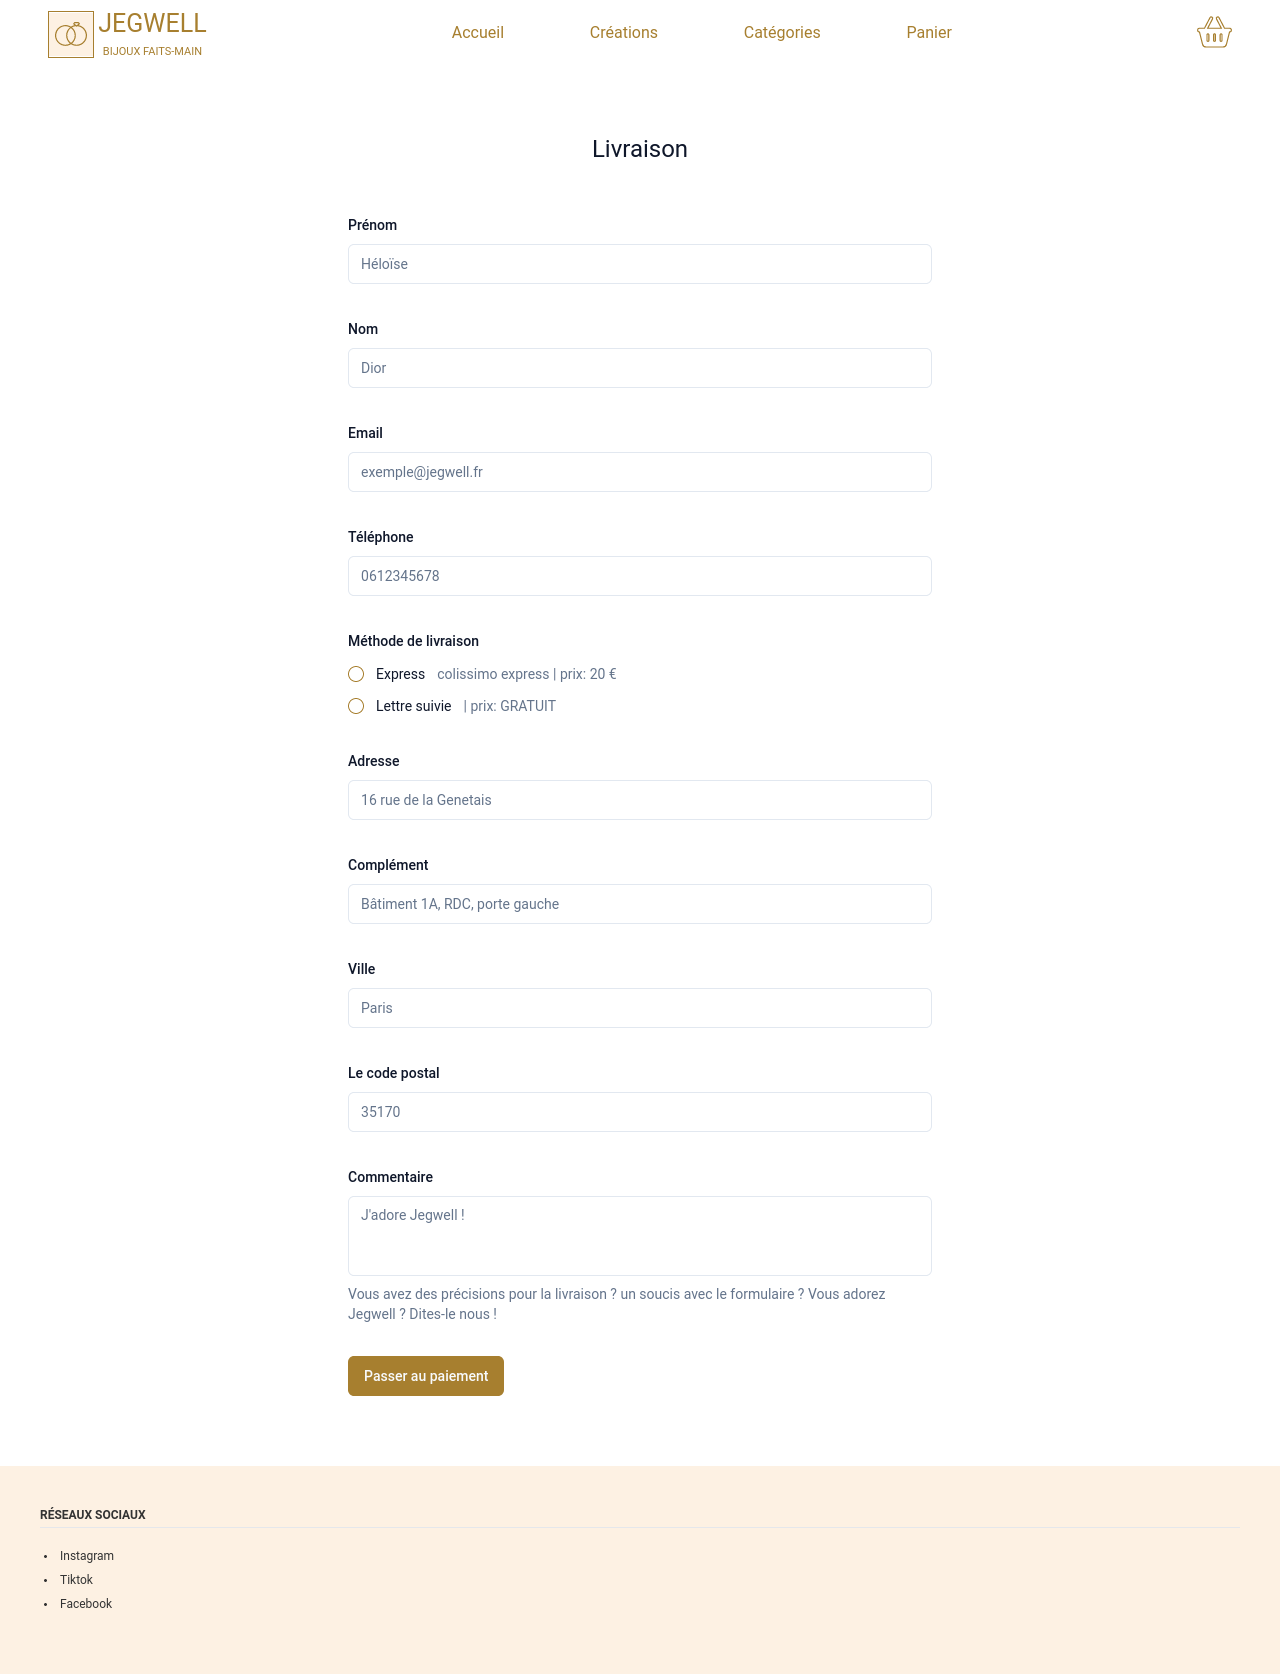 JEGWELL
BIJOUX FAITS-MAIN
Accueil
Créations
Catégories
Panier
Livraison
Prénom
Héloïse
Nom
Dior
Email
exemple@jegwell.fr
Téléphone
0612345678
Méthode de livraison
Express colissimo express | prix: 20 €
Lettre suivie | prix: GRATUIT
Adresse
16 rue de la Genetais
Complément
Bâtiment 1A, RDC, porte gauche
Ville
Paris
Le code postal
35170
Commentaire
J'adore Jegwell !
Vous avez des précisions pour la livraison ? un soucis avec le formulaire ? Vous adorez
Jegwell ? Dites-le nous !
Passer au paiement
RÉSEAUX SOCIAUX
• Instagram
• Tiktok
• Facebook